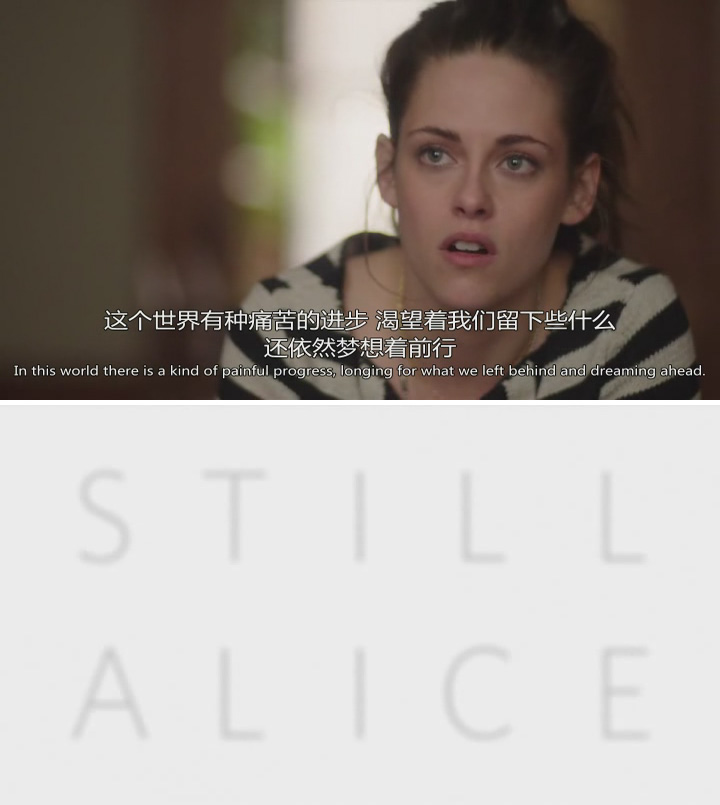 这个世界有种痛苦的进步 渴望着我们留下些什么
还依然梦想着前行
In this world there is a kind of painful progress, longing for what we left behind and dreaming ahead.
STILL
ALICE